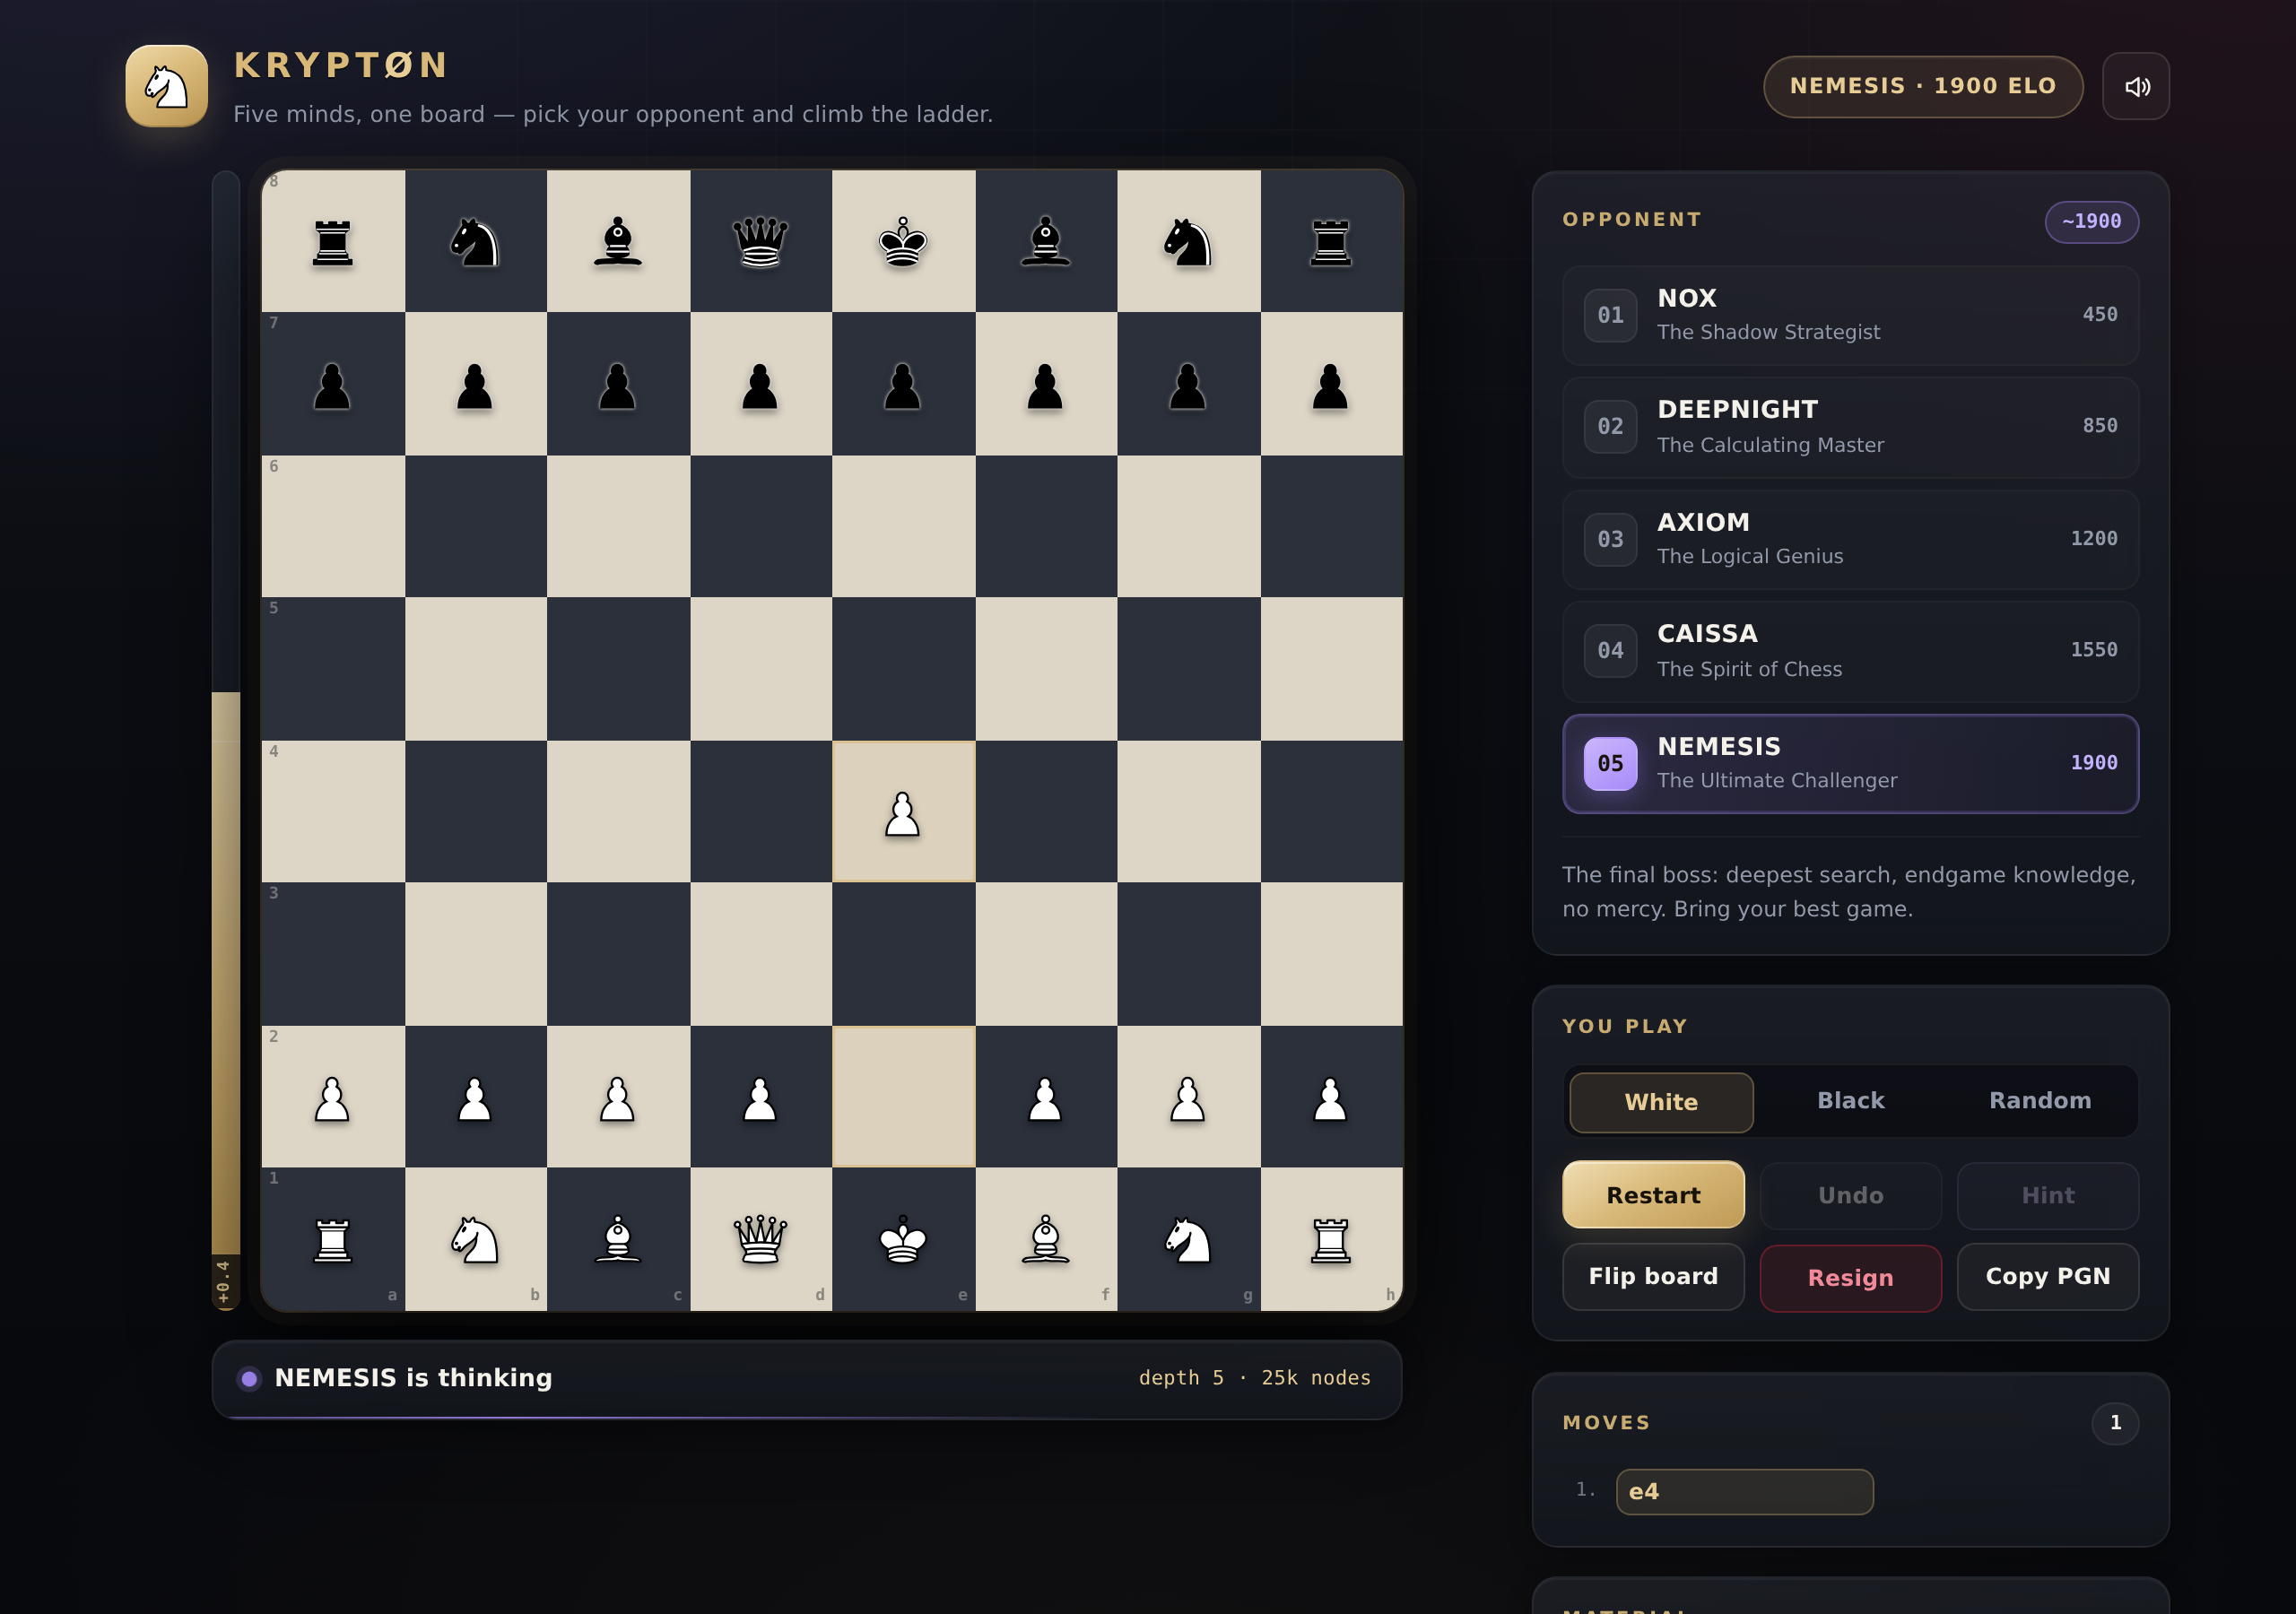 KRYPTØN
Five minds, one board — pick your opponent and climb the ladder.
NEMESIS · 1900 ELO
8
7
6
5
4
3
2
1
a b c d e f g h
+0.4
NEMESIS is thinking
depth 5 · 25k nodes
OPPONENT
~1900
01
NOX
The Shadow Strategist
450
02
DEEPNIGHT
The Calculating Master
850
03
AXIOM
The Logical Genius
1200
04
CAISSA
The Spirit of Chess
1550
05
NEMESIS
The Ultimate Challenger
1900
The final boss: deepest search, endgame knowledge,
no mercy. Bring your best game.
YOU PLAY
White Black Random
Restart Undo Hint
Flip board Resign Copy PGN
MOVES
1
1. e4